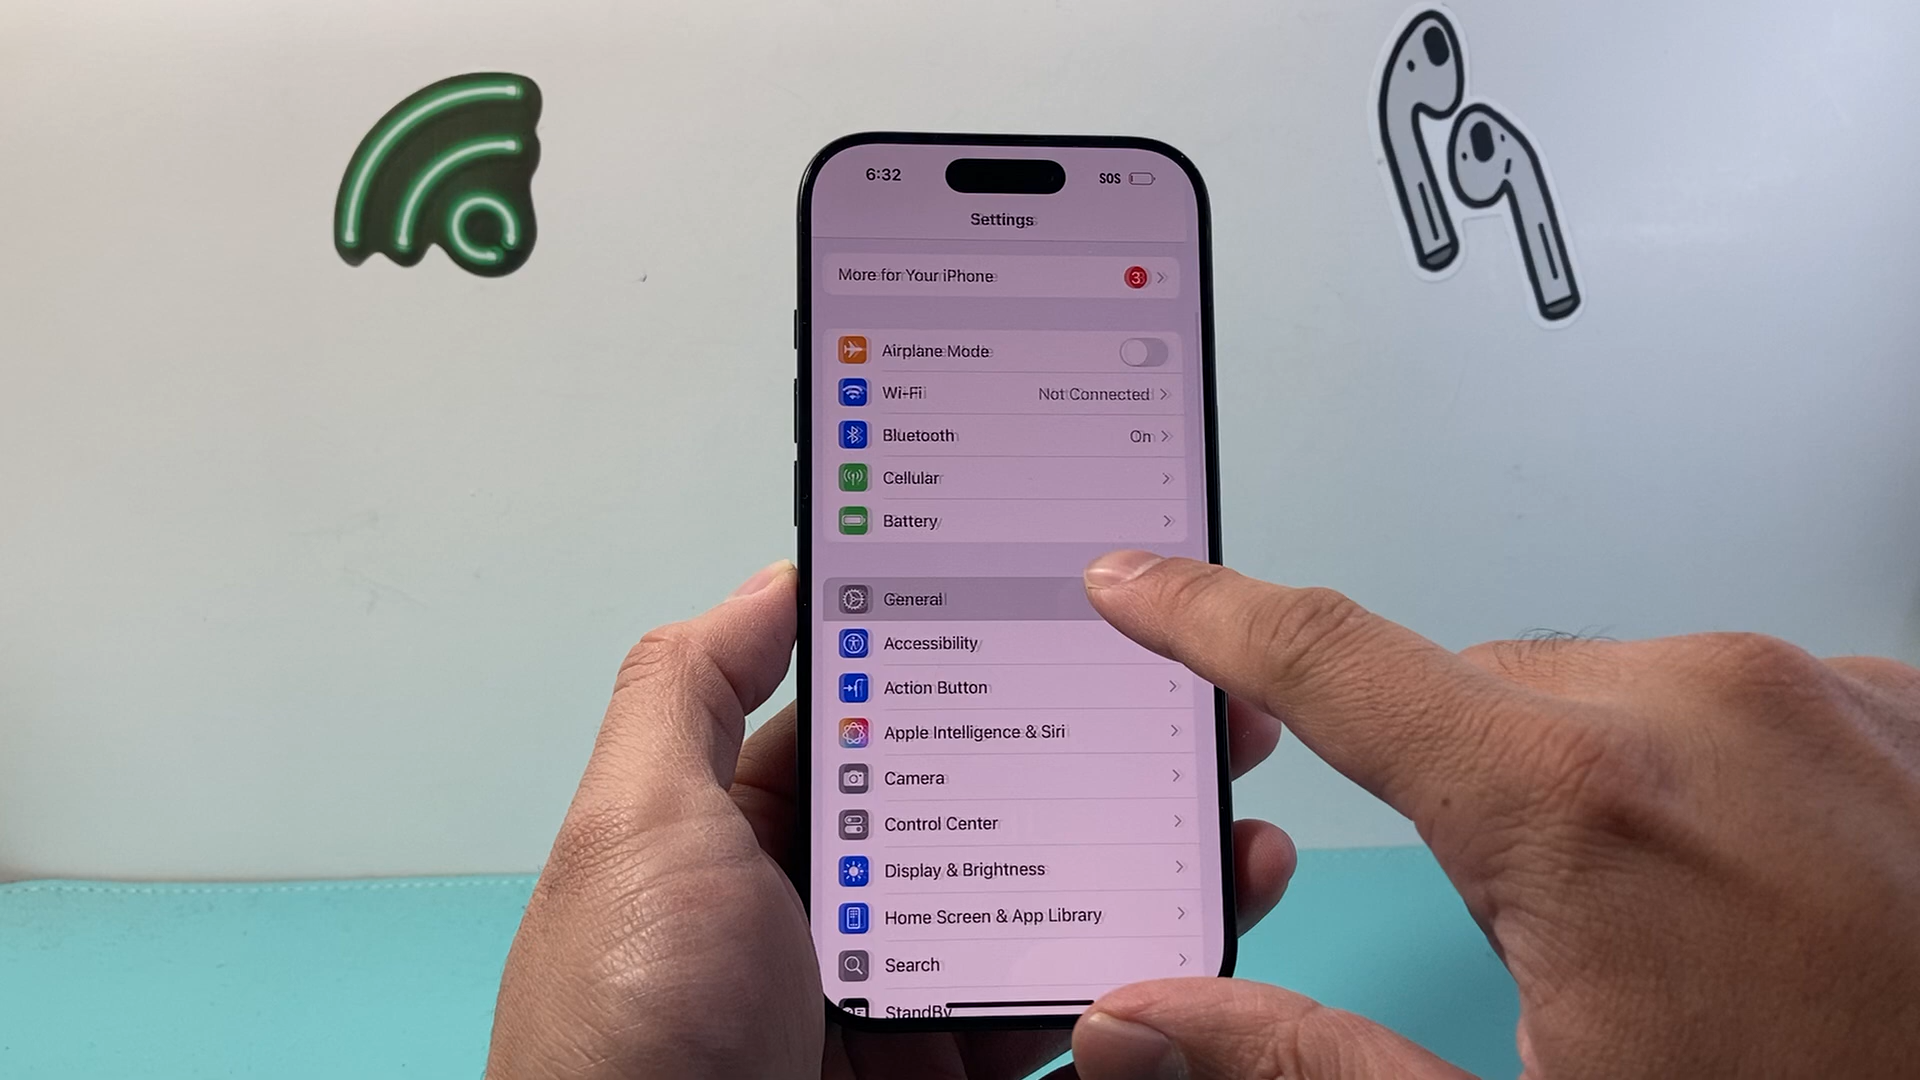 6:32
SOS
Settings
More for Your iPhone 3
Airplane Mode
Wi-Fi Not Connected
Bluetooth On
Cellular
Battery
General
Accessibility
Action Button
Apple Intelligence & Siri
Camera
Control Center
Display & Brightness
Home Screen & App Library
Search
StandBy